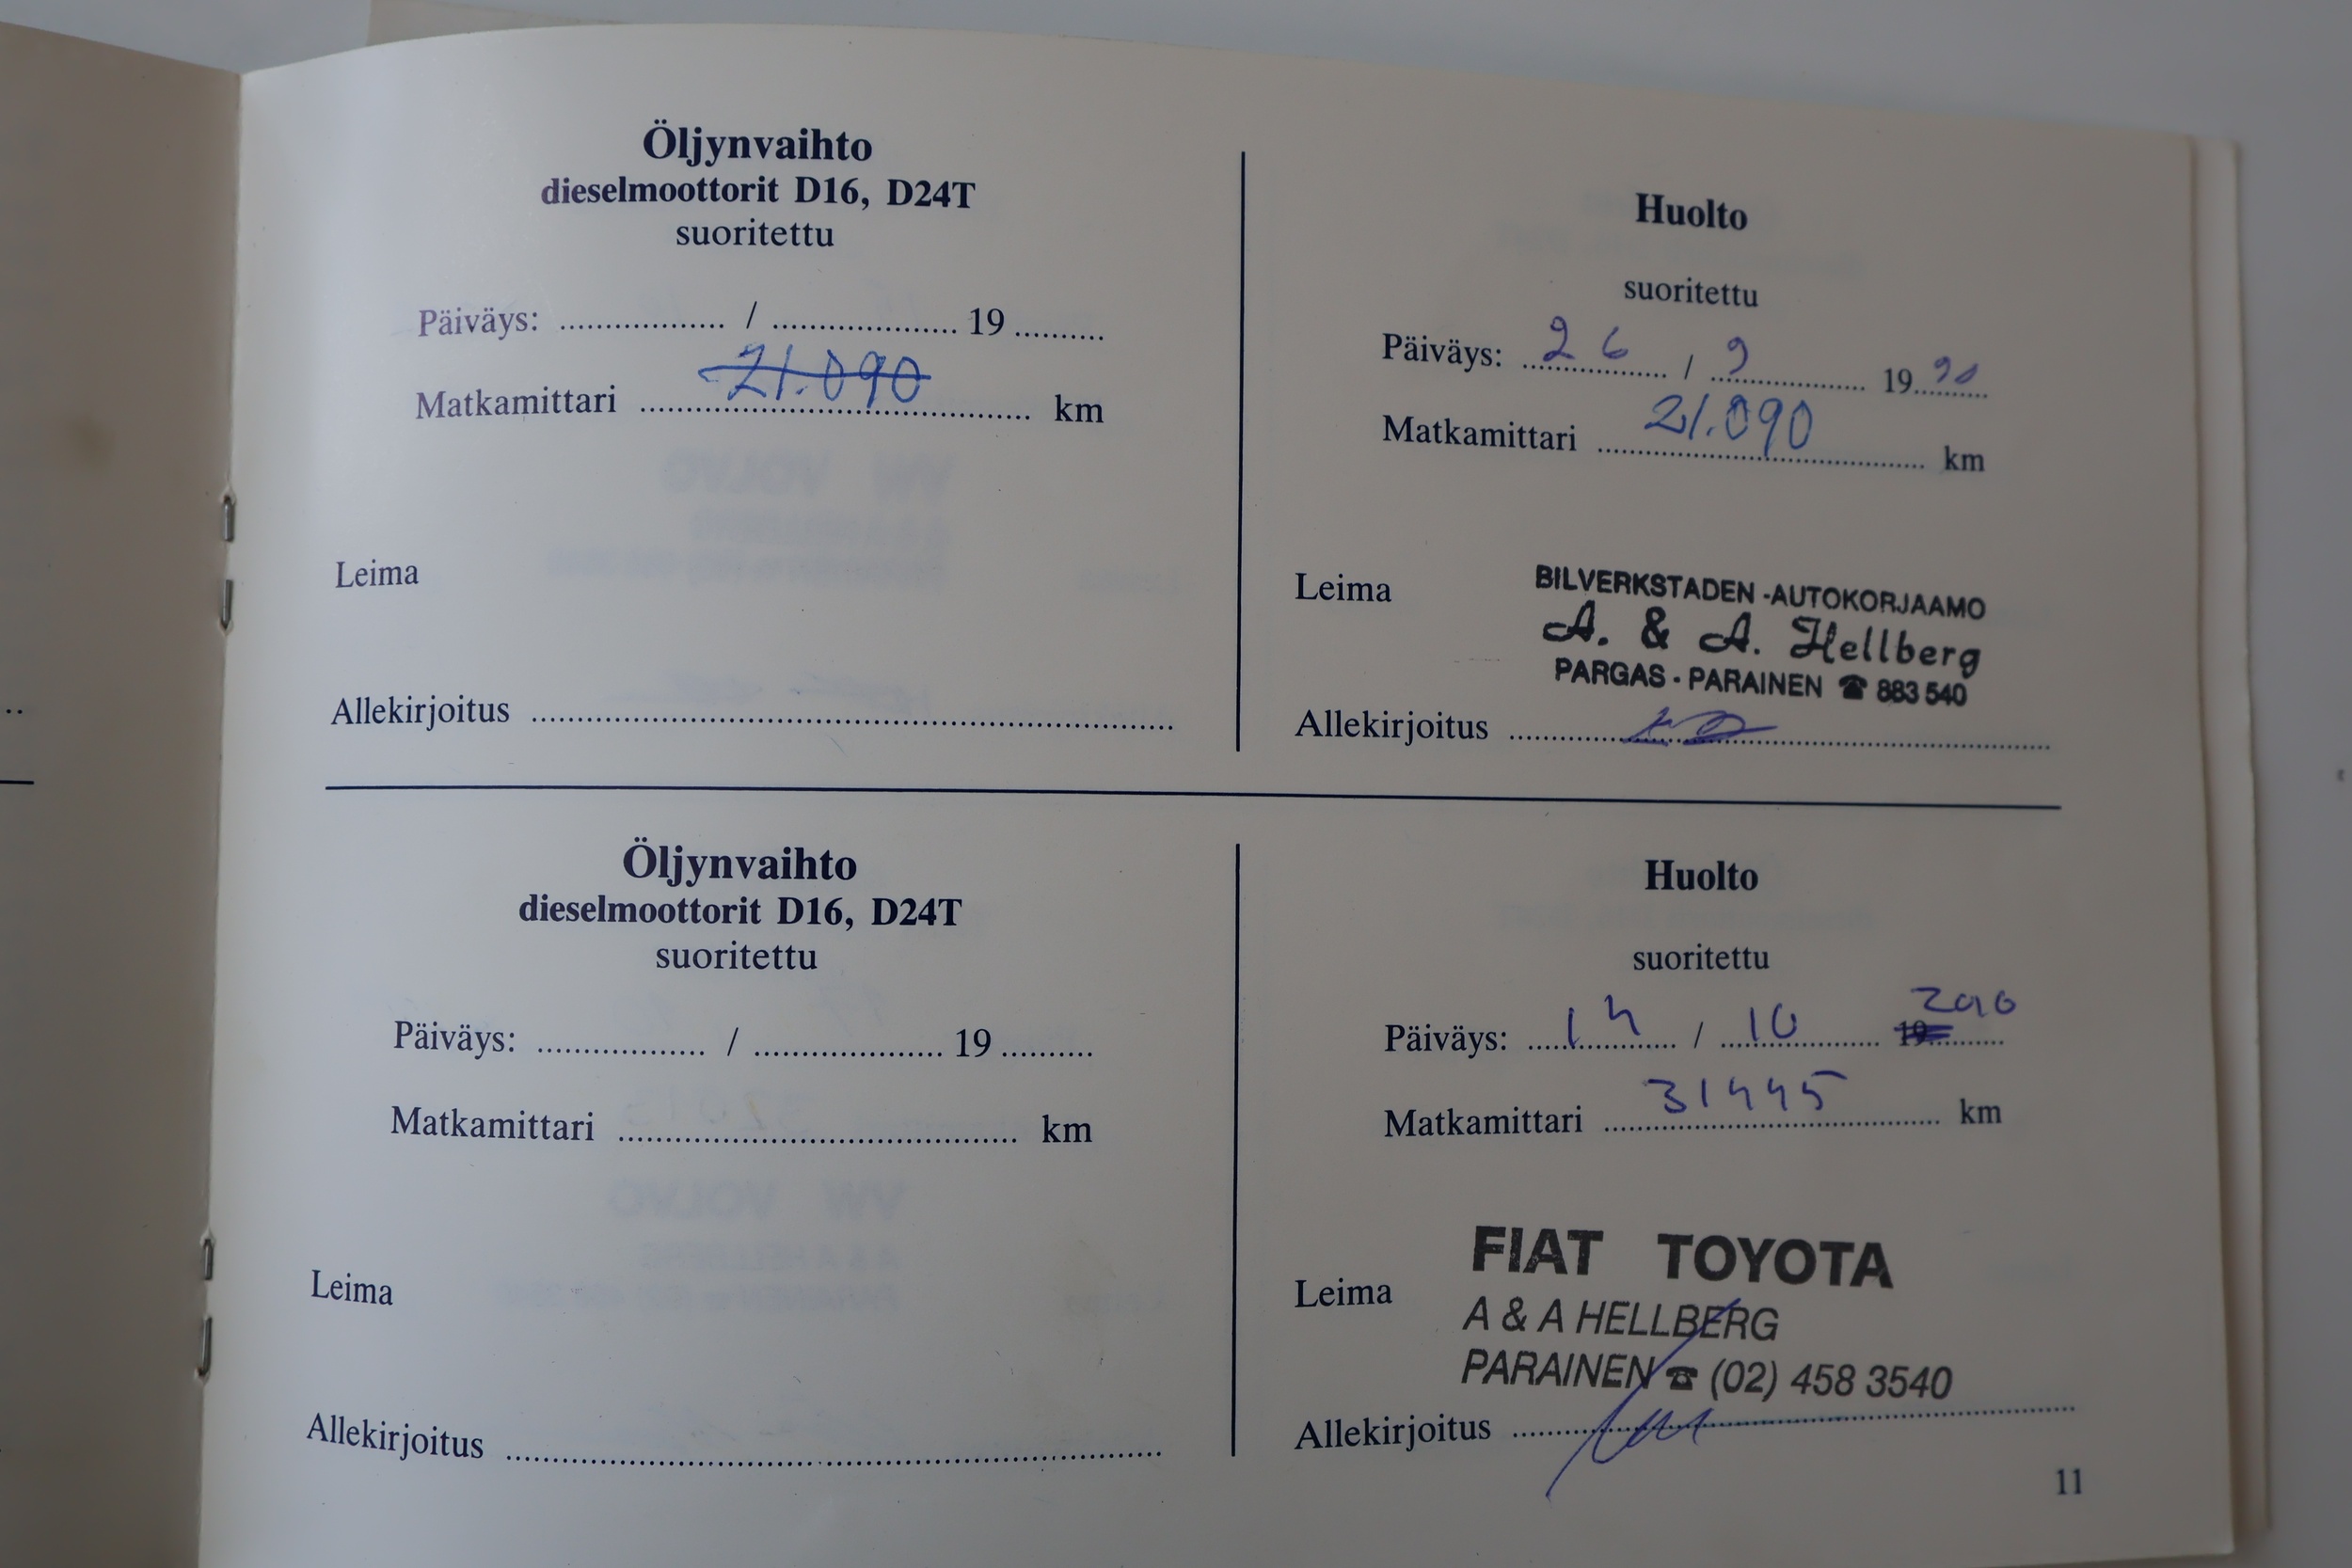 Öljynvaihto
dieselmoottorit D16, D24T
suoritettu
Päiväys: ................... / ..................... 19 ..........
Matkamittari 21.090 km
Leima
Allekirjoitus ..........
Huolto
suoritettu
Päiväys: 26 / 9 19 90
Matkamittari 21.090 km
Leima
BILVERKSTADEN - AUTOKORJAAMO
A. & A. Hellberg
PARGAS - PARAINEN ☎ 883 540
Allekirjoitus
Öljynvaihto
dieselmoottorit D16, D24T
suoritettu
Päiväys: ................... / ..................... 19 ..........
Matkamittari .......... km
Leima
Allekirjoitus ..........
Huolto
suoritettu
Päiväys: 14 / 10 19 2010
Matkamittari 31445 km
Leima
FIAT TOYOTA
A & A HELLBERG
PARAINEN ☎ (02) 458 3540
Allekirjoitus
11